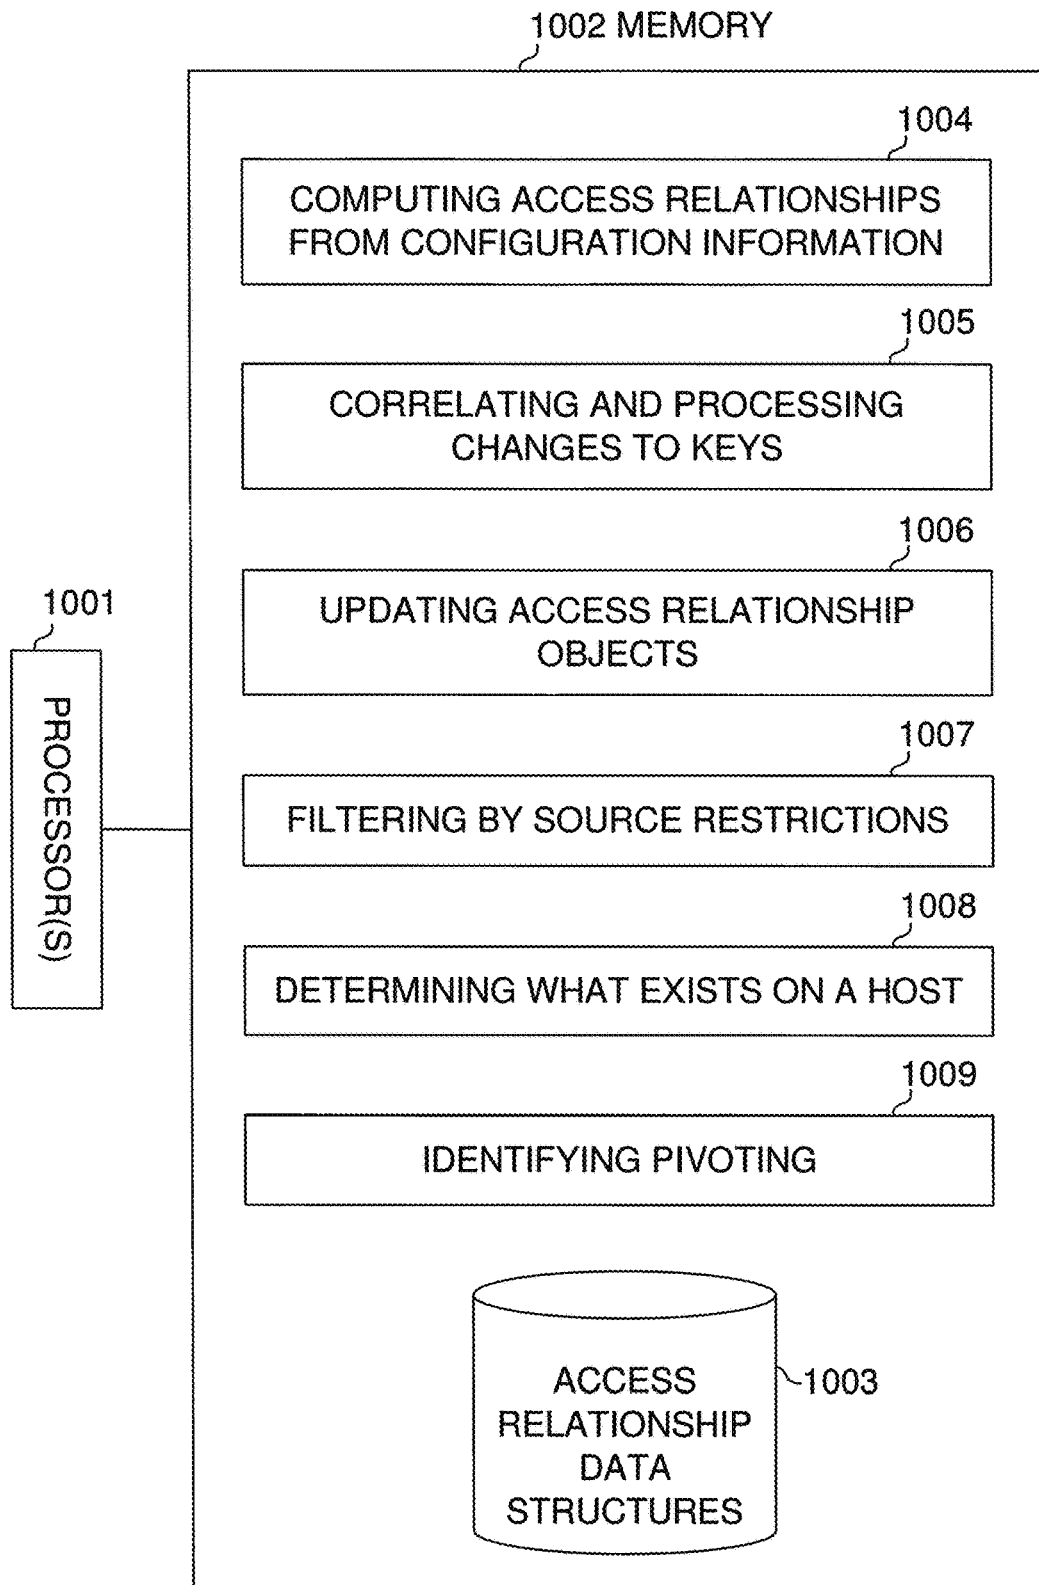 1002 MEMORY
1004
COMPUTING ACCESS RELATIONSHIPS
FROM CONFIGURATION INFORMATION
1005
CORRELATING AND PROCESSING
CHANGES TO KEYS
1006
UPDATING ACCESS RELATIONSHIP
OBJECTS
1001
PROCESSOR(S)
1007
FILTERING BY SOURCE RESTRICTIONS
1008
DETERMINING WHAT EXISTS ON A HOST
1009
IDENTIFYING PIVOTING
ACCESS
RELATIONSHIP
DATA
STRUCTURES
1003